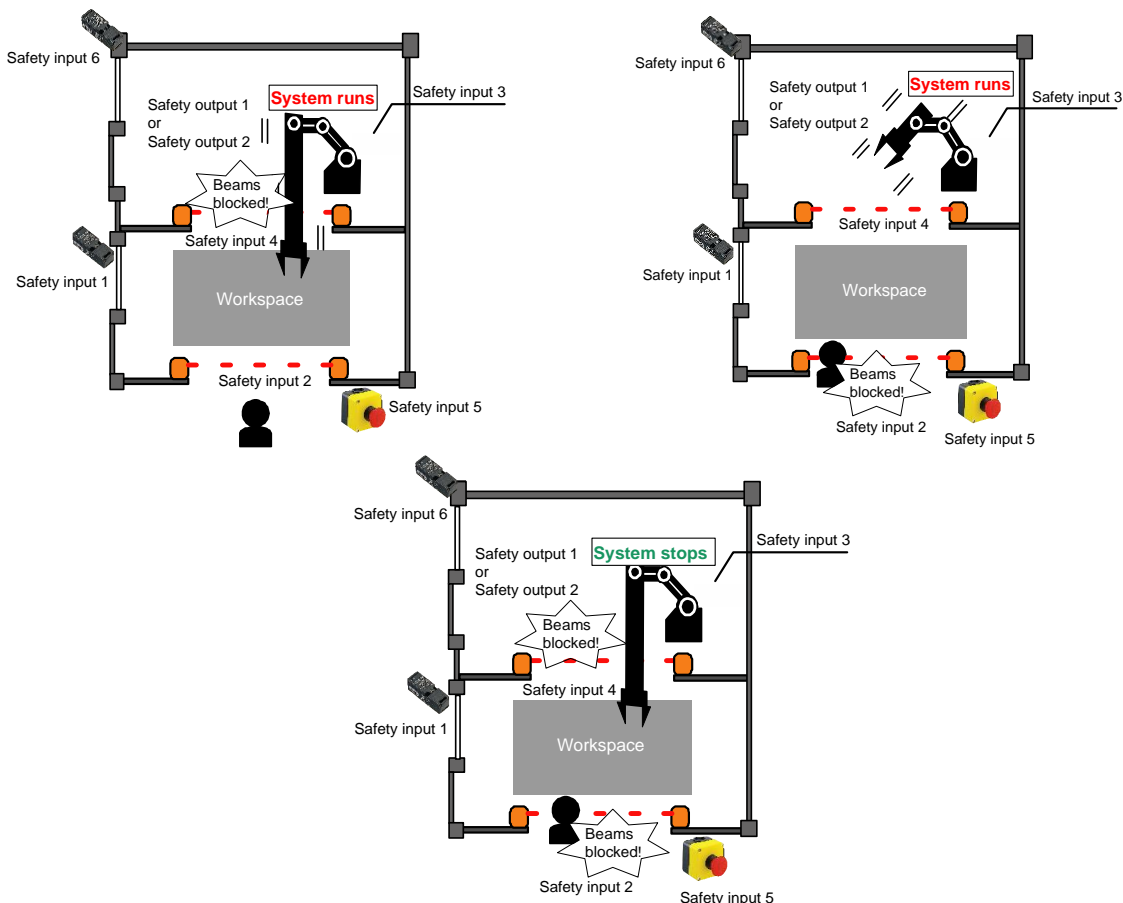 Safety input 6
Safety output 1
or
Safety output 2
System runs
Safety input 3
Beams
blocked!
Safety input 4
Safety input 1
Workspace
Safety input 2
Safety input 5
Safety input 6
Safety output 1
or
Safety output 2
System runs
Safety input 3
Safety input 4
Safety input 1
Workspace
Beams
blocked!
Safety input 2
Safety input 5
Safety input 6
Safety output 1
or
Safety output 2
System stops
Safety input 3
Beams
blocked!
Safety input 4
Safety input 1
Workspace
Beams
blocked!
Safety input 2
Safety input 5